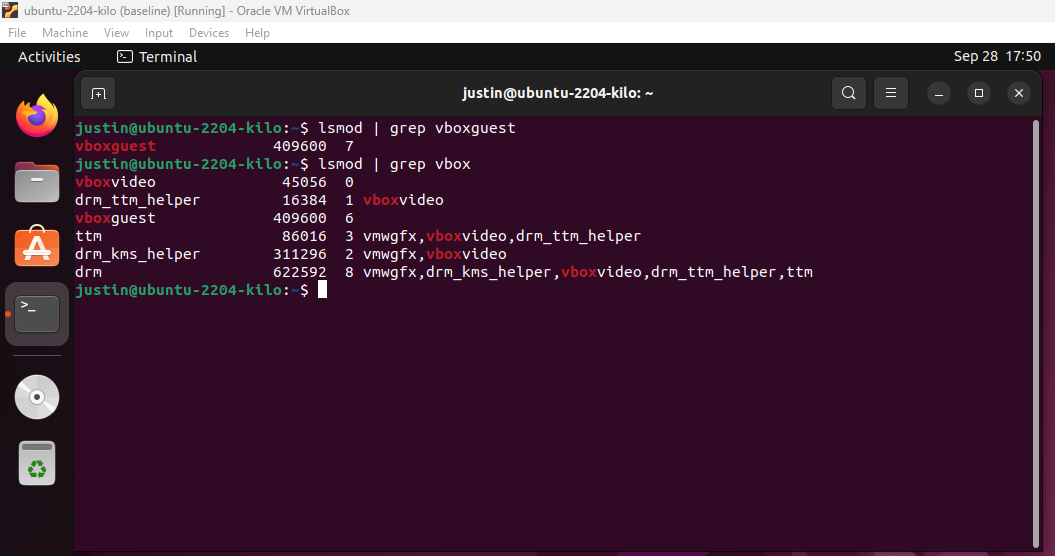 ubuntu-2204-kilo (baseline) [Running] - Oracle VM VirtualBox
File Machine View Input Devices Help
Activities Terminal Sep 28 17:50
justin@ubuntu-2204-kilo: ~
justin@ubuntu-2204-kilo:~$ lsmod | grep vboxguest
vboxguest 409600 7
justin@ubuntu-2204-kilo:~$ lsmod | grep vbox
vboxvideo 45056 0
drm_ttm_helper 16384 1 vboxvideo
vboxguest 409600 6
ttm 86016 3 vmwgfx,vboxvideo,drm_ttm_helper
drm_kms_helper 311296 2 vmwgfx,vboxvideo
drm 622592 8 vmwgfx,drm_kms_helper,vboxvideo,drm_ttm_helper,ttm
justin@ubuntu-2204-kilo:~$